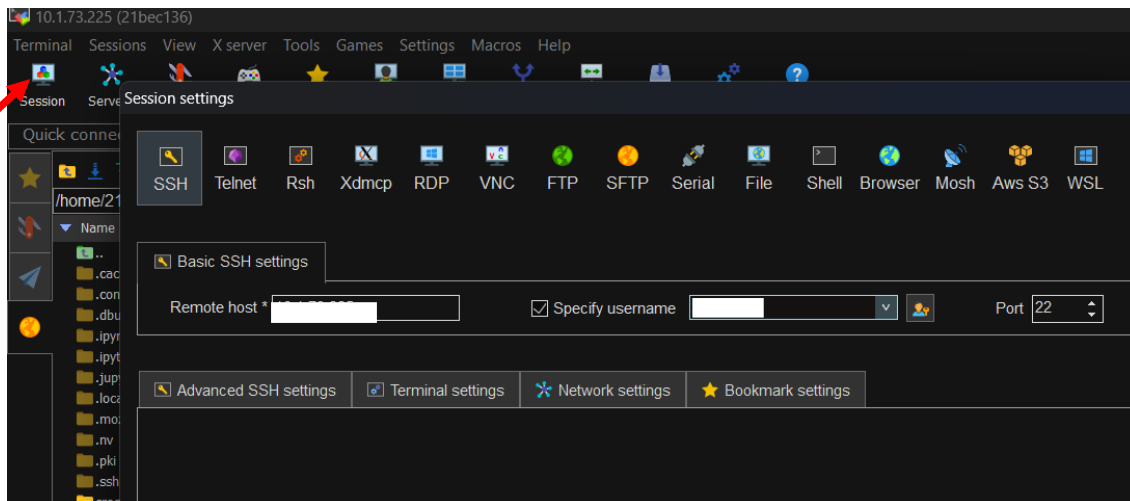 10.1.73.225 (21bec136)
Terminal Sessions View X server Tools Games Settings Macros Help
Session Serve
Session settings
Quick connec
SSH Telnet Rsh Xdmcp RDP VNC FTP SFTP Serial File Shell Browser Mosh Aws S3 WSL
/home/21
Name
..
.cac
.con
.dbu
.ipyn
.ipyt
.jup
.loca
.moz
.nv
.pki
.ssh
Basic SSH settings
Remote host *
Specify username
Port 22
Advanced SSH settings Terminal settings Network settings Bookmark settings